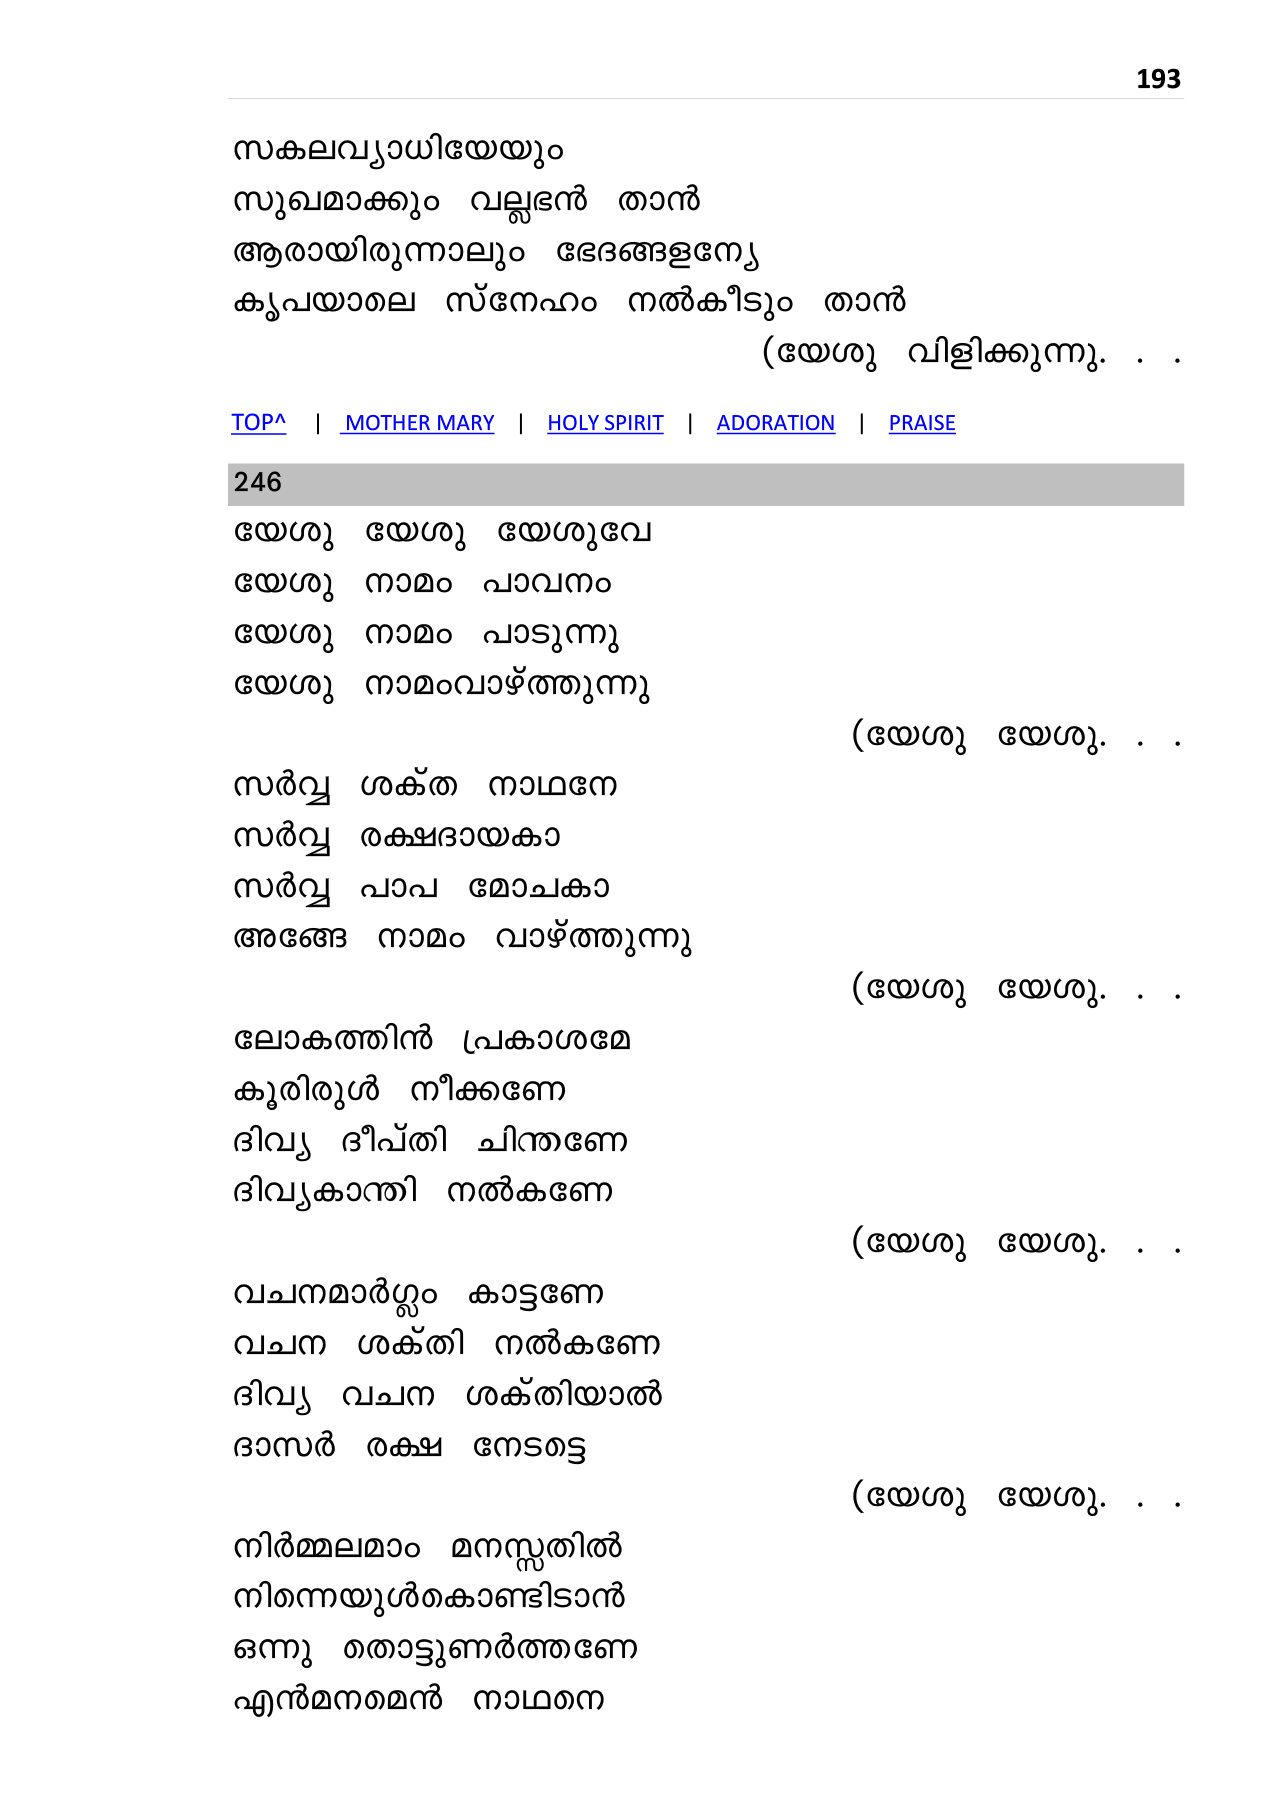 193
സകലവ്യാധിയേയും
സുഖമാക്കും വല്ലഭൻ താൻ
ആരായിരുന്നാലും ഭേദങ്ങളന്യേ
കൃപയാലെ സ്നേഹം നൽകീടും താൻ
(യേശു വിളിക്കുന്നു. . .
TOP^ | MOTHER MARY | HOLY SPIRIT | ADORATION | PRAISE
246
യേശു യേശു യേശുവേ
യേശു നാമം പാവനം
യേശു നാമം പാടുന്നു
യേശു നാമംവാഴ്ത്തുന്നു
(യേശു യേശു. . .
സർവ്വ ശക്ത നാഥനേ
സർവ്വ രക്ഷദായകാ
സർവ്വ പാപ മോചകാ
അങ്ങേ നാമം വാഴ്ത്തുന്നു
(യേശു യേശു. . .
ലോകത്തിൻ പ്രകാശമേ
കൂരിരുൾ നീക്കണേ
ദിവ്യ ദീപ്തി ചിന്തണേ
ദിവ്യകാന്തി നൽകണേ
(യേശു യേശു. . .
വചനമാർഗ്ലം കാട്ടണേ
വചന ശക്തി നൽകണേ
ദിവ്യ വചന ശക്തിയാൽ
ദാസർ രക്ഷ നേടട്ടെ
(യേശു യേശു. . .
നിർമ്മലമാം മനസ്സതിൽ
നിന്നെയുൾകൊണ്ടിടാൻ
ഒന്നു തൊട്ടുണർത്തണേ
എൻമനമെൻ നാഥനെ